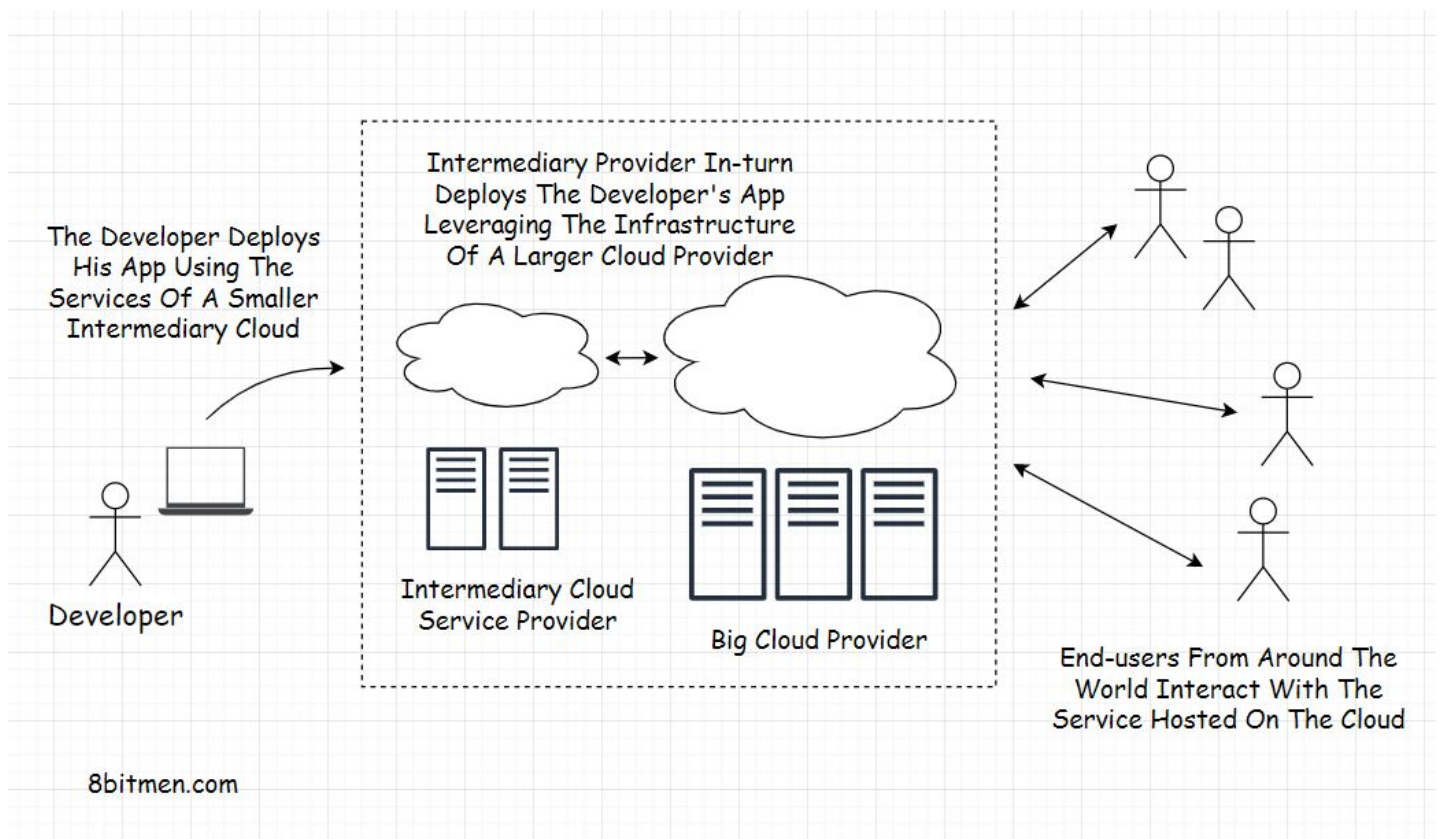 The Developer Deploys
His App Using The
Services Of A Smaller
Intermediary Cloud
Developer
Intermediary Provider In-turn
Deploys The Developer's App
Leveraging The Infrastructure
Of A Larger Cloud Provider
Intermediary Cloud
Service Provider
Big Cloud Provider
End-users From Around The
World Interact With The
Service Hosted On The Cloud
8bitmen.com